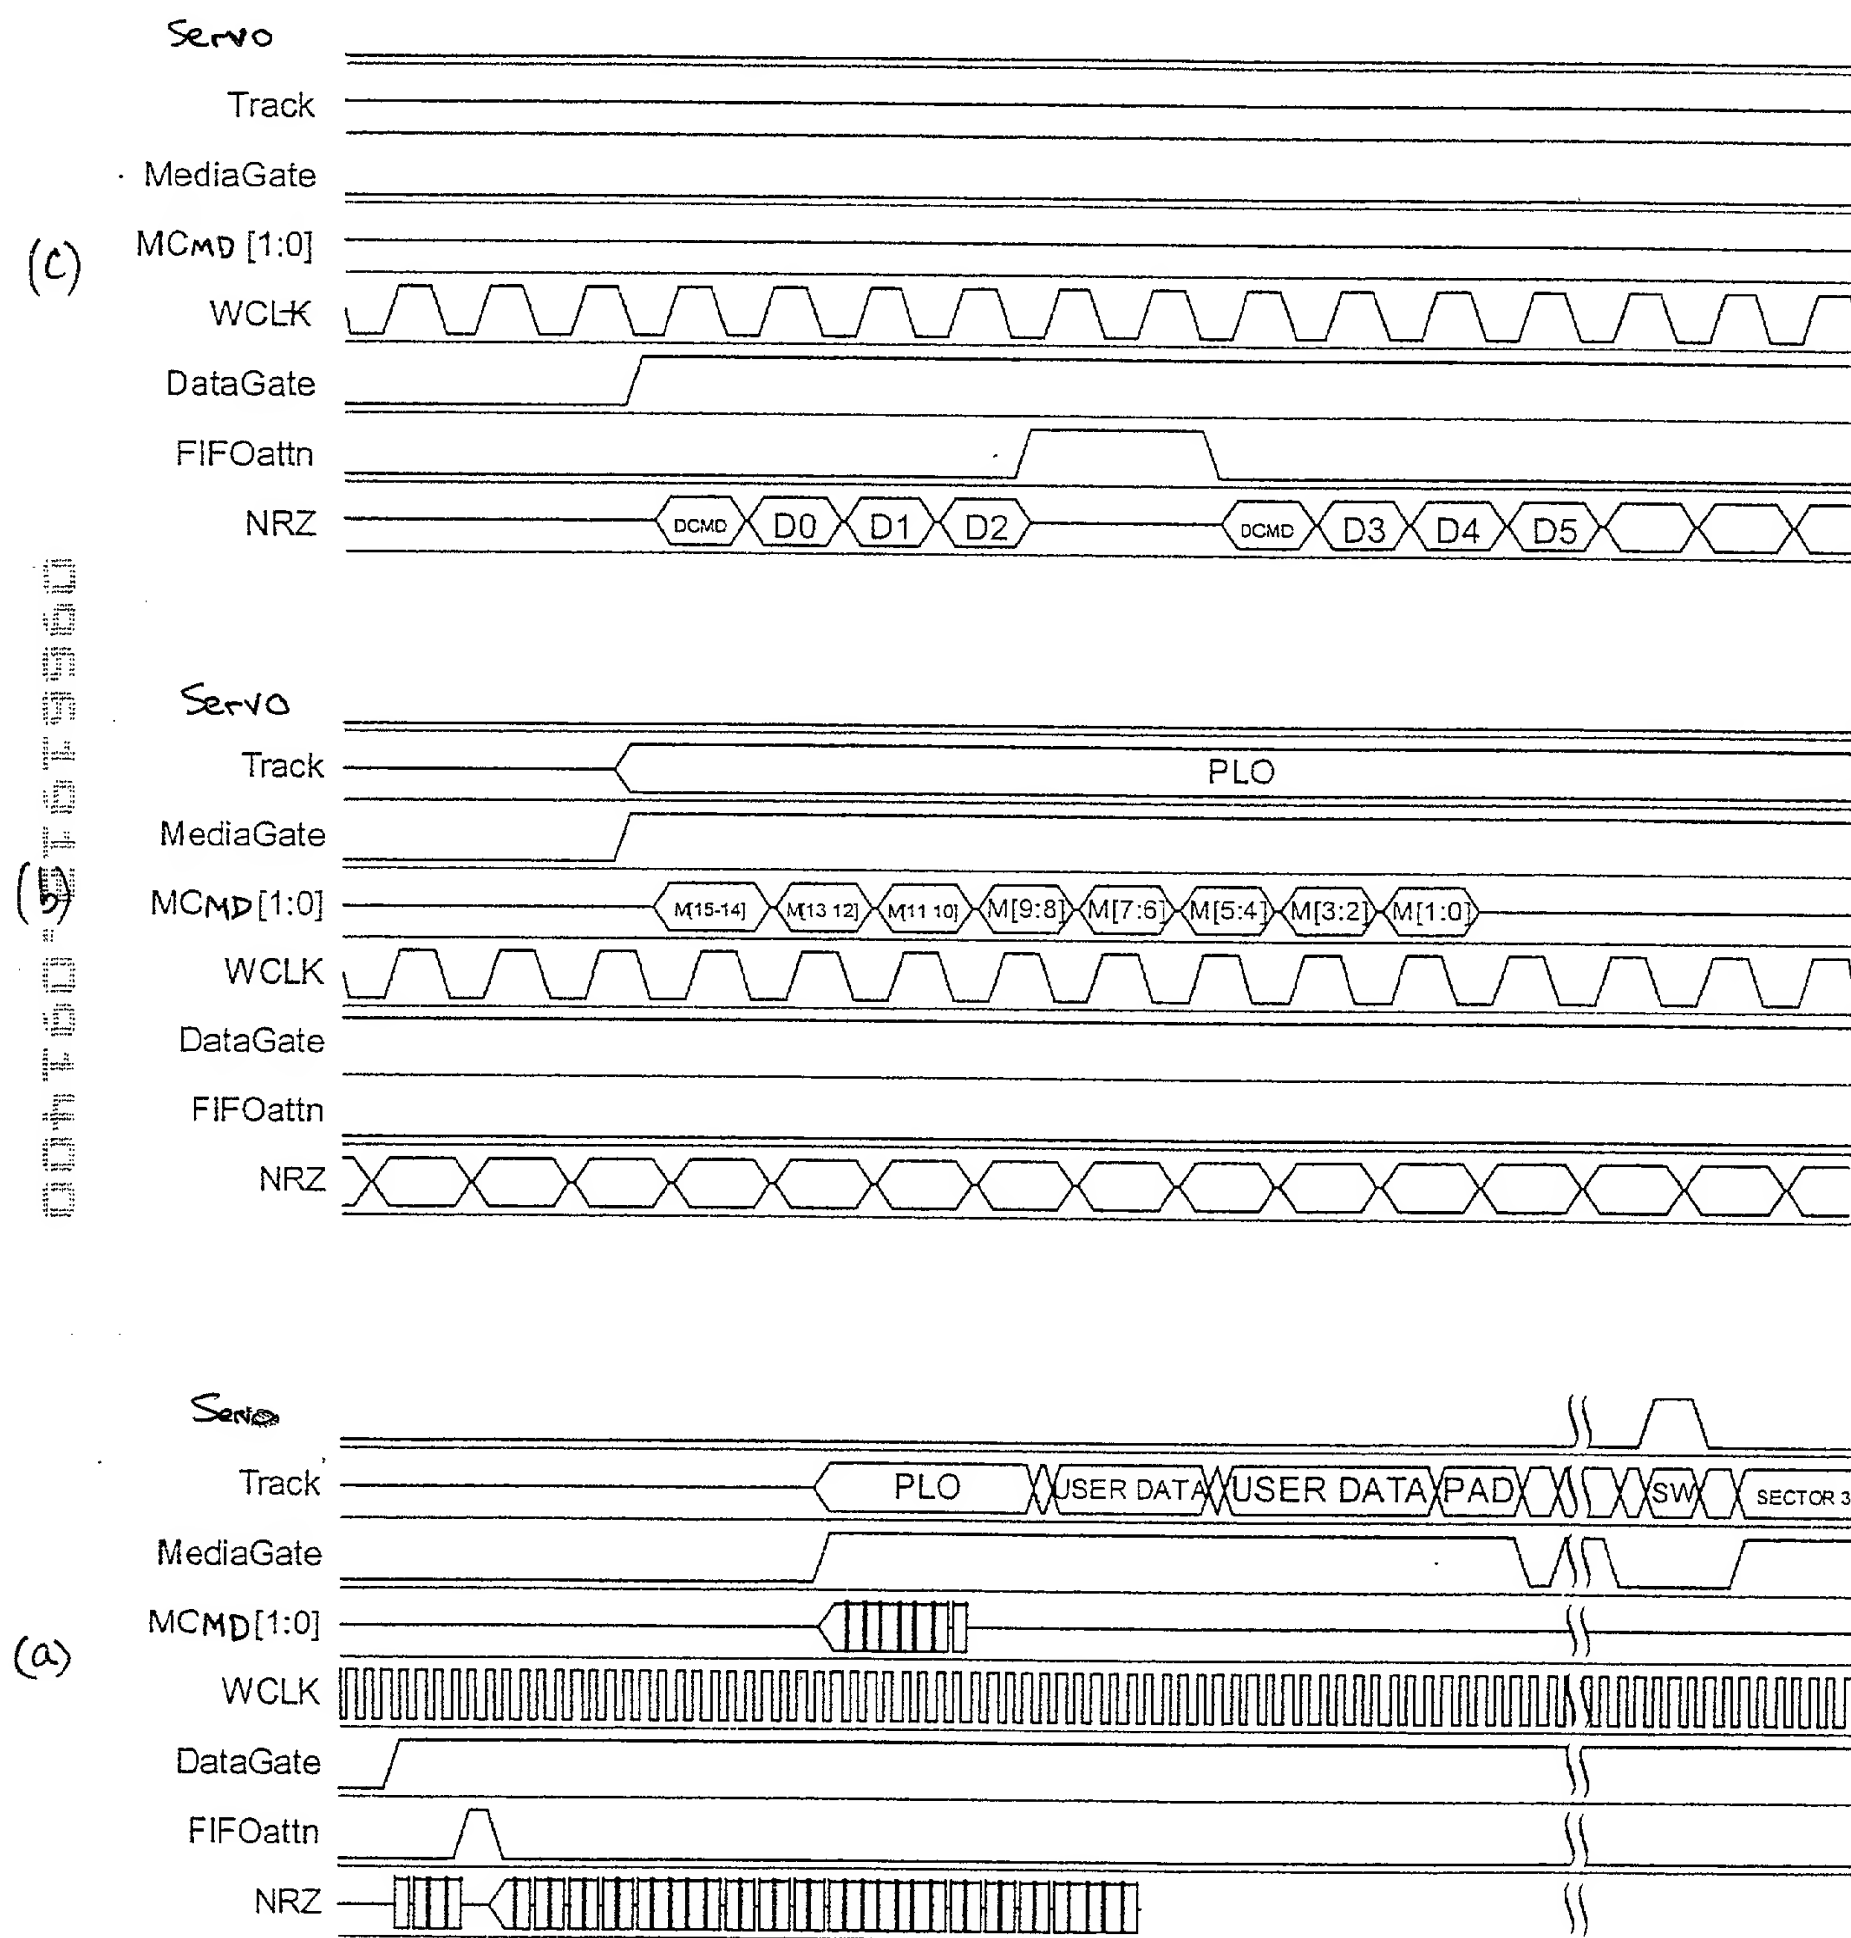 Servo
Track
MediaGate
(c)
MCMD [1:0]
WCLK
DataGate
FIFOattn
NRZ DCMD D0 D1 D2 DCMD D3 D4 D5
Servo
Track PLO
MediaGate
(b)
MCMD [1:0] M[15-14] M[13 12] M[11 10] M[9:8] M[7:6] M[5:4] M[3:2] M[1:0]
WCLK
DataGate
FIFOattn
NRZ
Servo
Track PLO USER DATA USER DATA PAD SW SECTOR 3
MediaGate
MCMD[1:0]
(a)
WCLK
DataGate
FIFOattn
NRZ